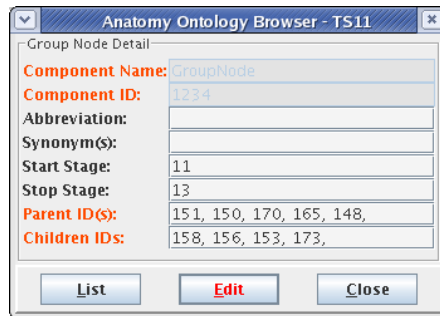 Anatomy Ontology Browser - TS11
Group Node Detail
Component Name: GroupNode
Component ID: 1234
Abbreviation:
Synonym(s):
Start Stage: 11
Stop Stage: 13
Parent ID(s): 151, 150, 170, 165, 148,
Children IDs: 158, 156, 153, 173,
List Edit Close